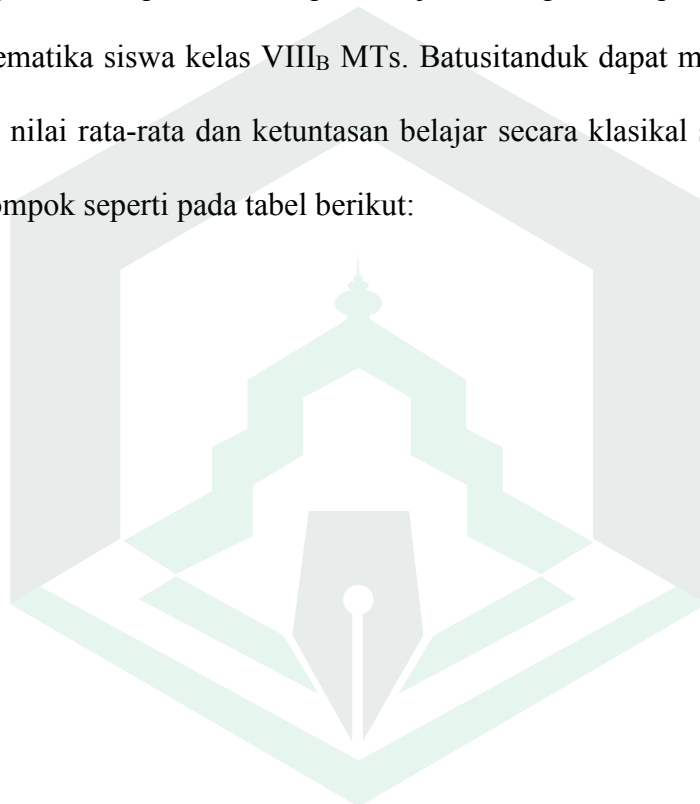 ematika siswa kelas VIII_B MTs. Batusitanduk dapat m
nilai rata-rata dan ketuntasan belajar secara klasikal s
ompok seperti pada tabel berikut: